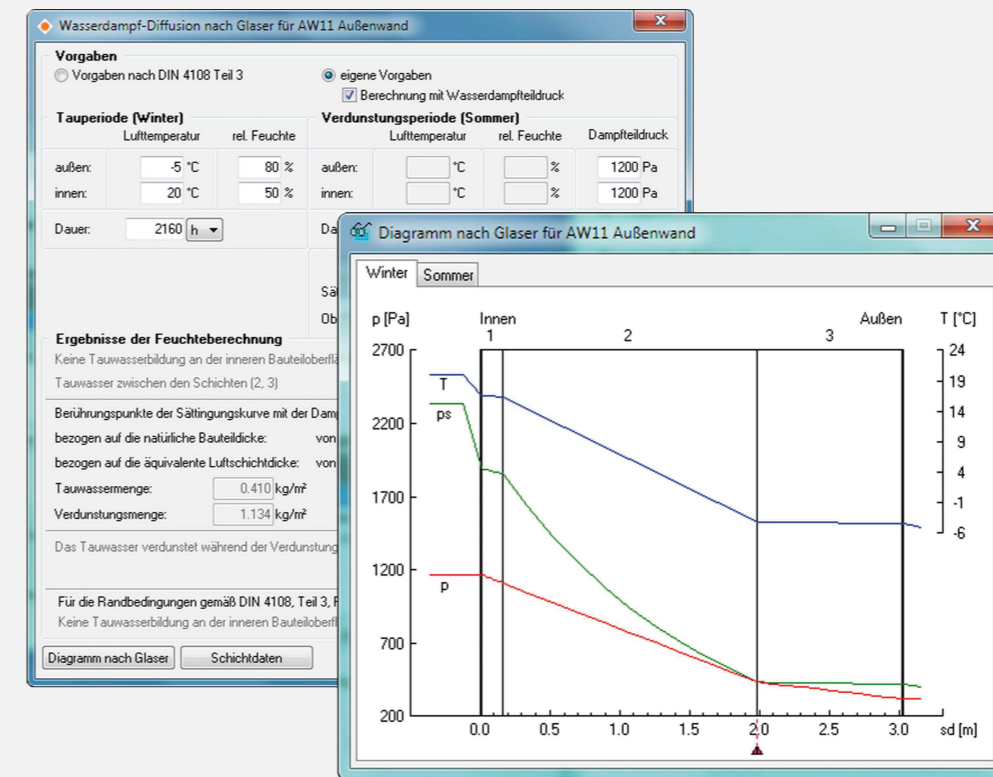 Wasserdampf-Diffusion nach Glaser für AW11 Außenwand
Vorgaben
Vorgaben nach DIN 4108 Teil 3
eigene Vorgaben
Berechnung mit Wasserdampfteildruck
Tauperiode (Winter)
Verdunstungsperiode (Sommer)
Lufttemperatur rel. Feuchte Lufttemperatur rel. Feuchte Dampfteildruck
außen: -5 °C 80 % außen: °C % 1200 Pa
innen: 20 °C 50 % innen: °C % 1200 Pa
Dauer: 2160 h
Ergebnisse der Feuchteberechnung
Keine Tauwasserbildung an der inneren
Tauwasser zwischen den Schichten (2, 3)
Berührungspunkte der Sättingungskurve mit der
bezogen auf die natürliche Bauteildicke: von
bezogen auf die äquivalente Luftschichtdicke: von
Tauwassermenge: 0.410 kg/m²
Verdunstungsmenge: 1.134 kg/m²
Das Tauwasser verdunstet während der
Für die Randbedingungen gemäß DIN 4108, Teil 3,
Keine Tauwasserbildung an der inneren
Diagramm nach Glaser Schichtdaten
Diagramm nach Glaser für AW11 Außenwand
Winter Sommer
p [Pa] Innen Außen T [°C]
1 2 3
2700 24
T 19
ps
2200 14
9
4
1700 -1
-6
1200
p
700
200
0.0 0.5 1.0 1.5 2.0 2.5 3.0 sd [m]